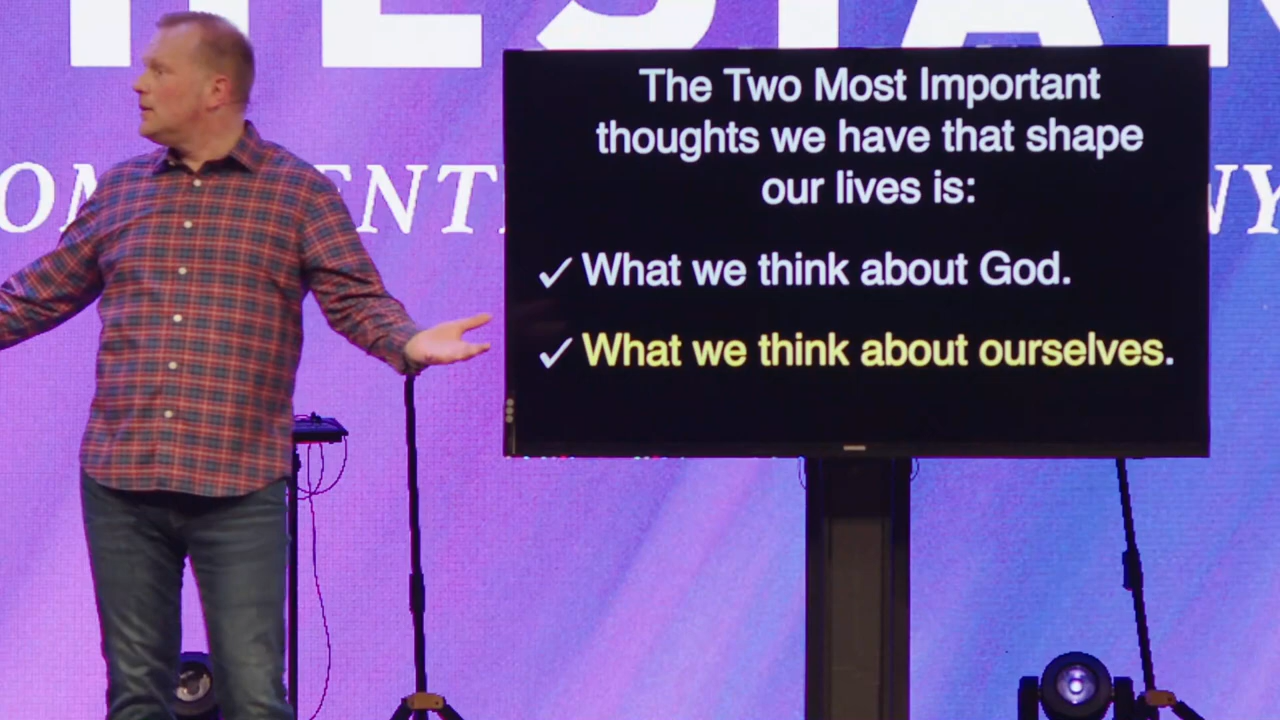 The Two Most Important
thoughts we have that shape
our lives is:
✓ What we think about God.
✓ What we think about ourselves.